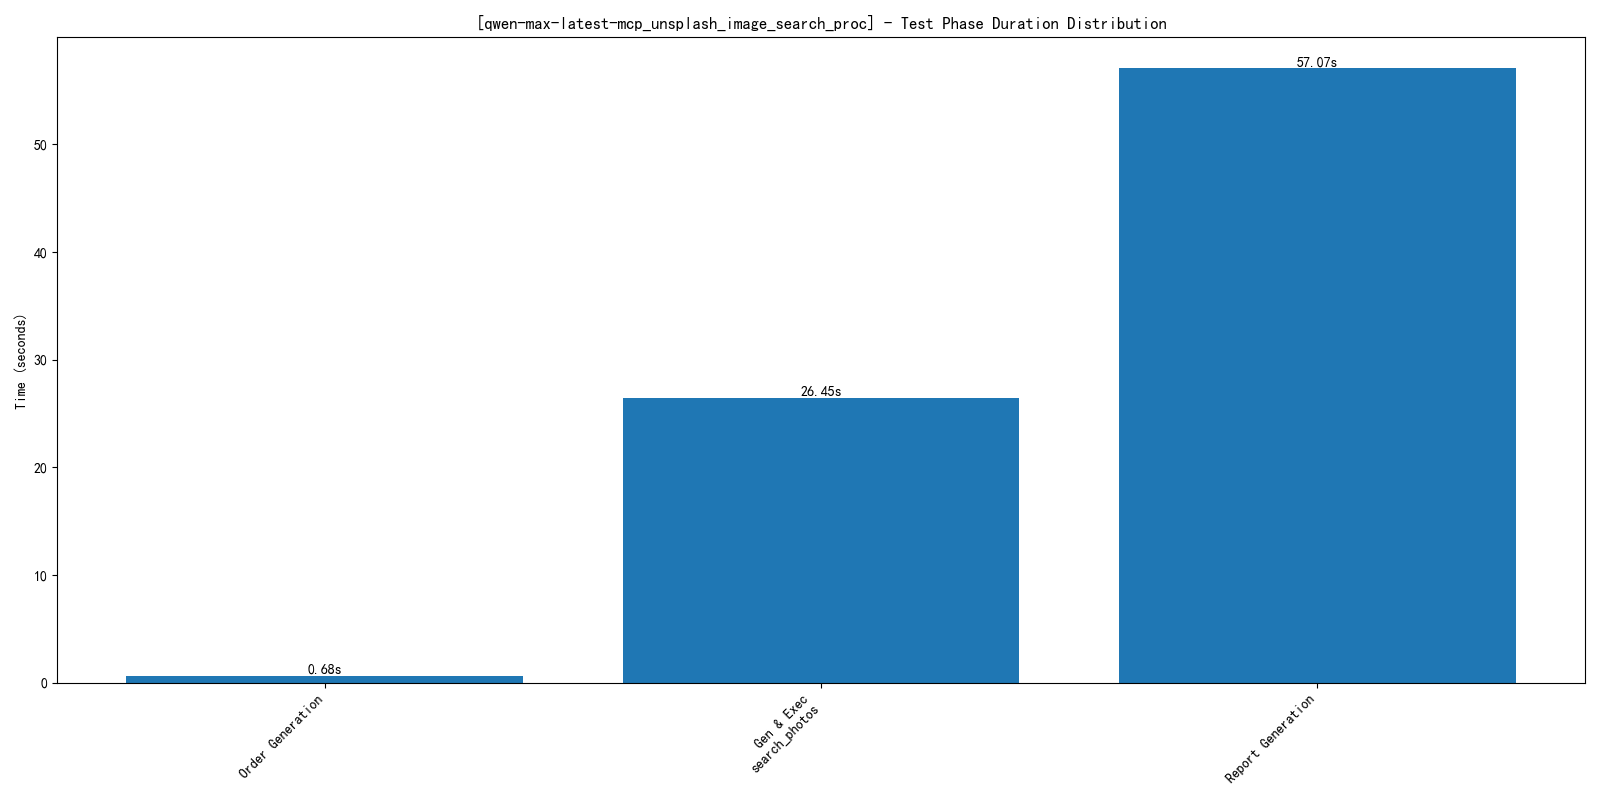 [qwen-max-latest-mcp_unsplash_image_search_proc] - Test Phase Duration Distribution
57.07s
50
40
Time (seconds)
30
26.45s
20
10
0.68s
0
Order Generation
Gen & Exec
search_photos
Report Generation